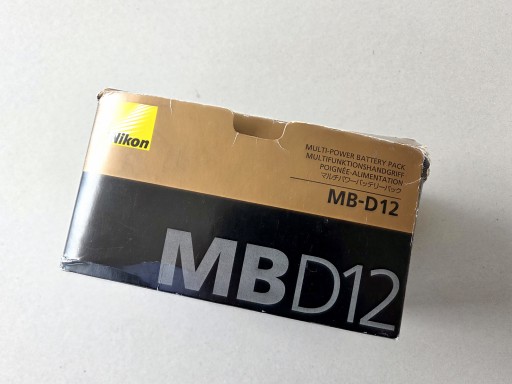 Nikon
MULTI-POWER BATTERY PACK
MULTIFUNKTIONSHANDGRIFF
POIGNÉE-ALIMENTATION
マルチパワーバッテリーパック
MB-D12
MBD12